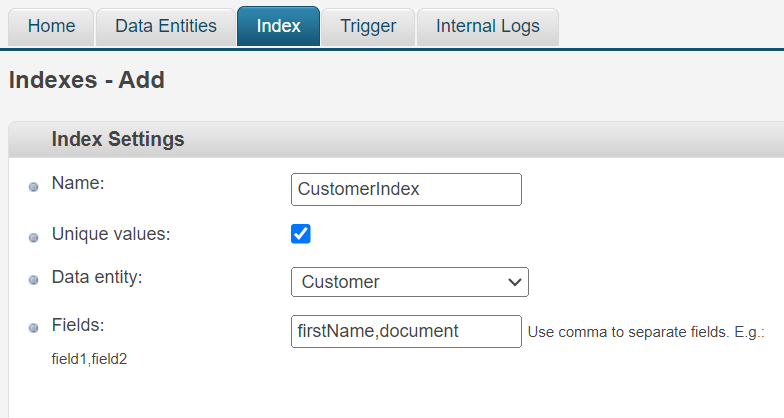 Home Data Entities Index Trigger Internal Logs
Indexes - Add
Index Settings
Name: CustomerIndex
Unique values:
Data entity: Customer
Fields: firstName,document Use comma to separate fields. E.g.:
field1,field2